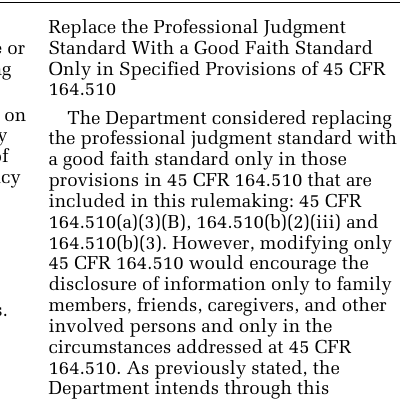 Replace the Professional Judgment
Standard With a Good Faith Standard
Only in Specified Provisions of 45 CFR
164.510
The Department considered replacing
the professional judgment standard with
a good faith standard only in those
provisions in 45 CFR 164.510 that are
included in this rulemaking: 45 CFR
164.510(a)(3)(B), 164.510(b)(2)(iii) and
164.510(b)(3). However, modifying only
45 CFR 164.510 would encourage the
disclosure of information only to family
members, friends, caregivers, and other
involved persons and only in the
circumstances addressed at 45 CFR
164.510. As previously stated, the
Department intends through this